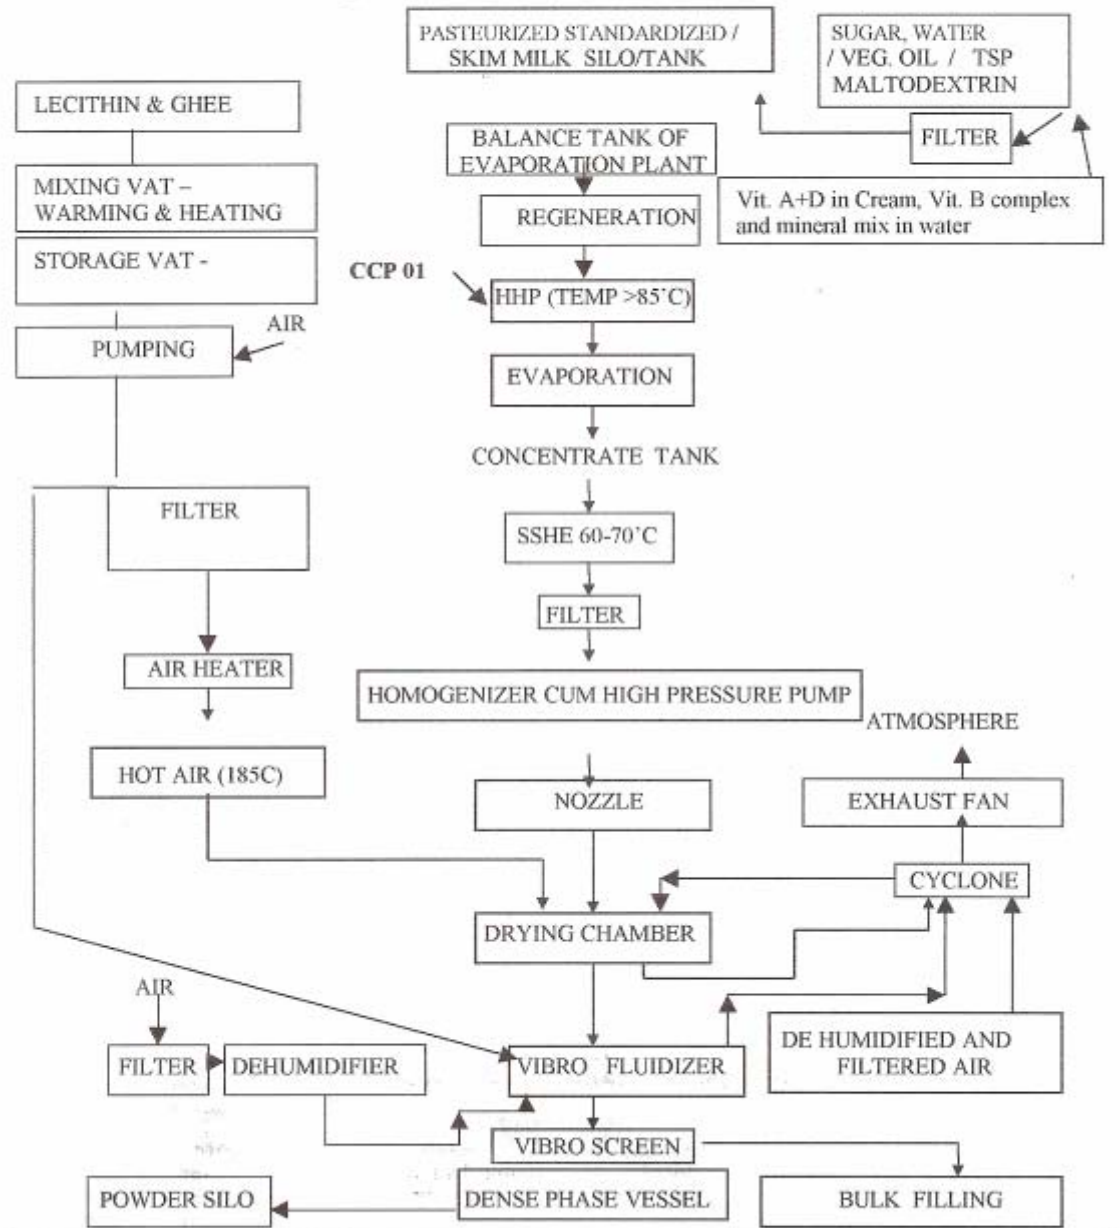 PASTEURIZED STANDARDIZED /
SKIM MILK SILO/TANK
SUGAR, WATER
/ VEG. OIL / TSP
MALTODEXTRIN
LECITHIN & GHEE
FILTER
BALANCE TANK OF
EVAPORATION PLANT
MIXING VAT –
WARMING & HEATING
Vit. A+D in Cream, Vit. B complex
and mineral mix in water
REGENERATION
STORAGE VAT -
CCP 01
HHP (TEMP >85°C)
AIR
PUMPING
EVAPORATION
CONCENTRATE TANK
FILTER
SSHE 60-70°C
FILTER
AIR HEATER
HOMOGENIZER CUM HIGH PRESSURE PUMP
ATMOSPHERE
HOT AIR (185C)
NOZZLE
EXHAUST FAN
CYCLONE
DRYING CHAMBER
AIR
DE HUMIDIFIED AND
FILTERED AIR
FILTER
DEHUMIDIFIER
VIBRO FLUIDIZER
VIBRO SCREEN
POWDER SILO
DENSE PHASE VESSEL
BULK FILLING